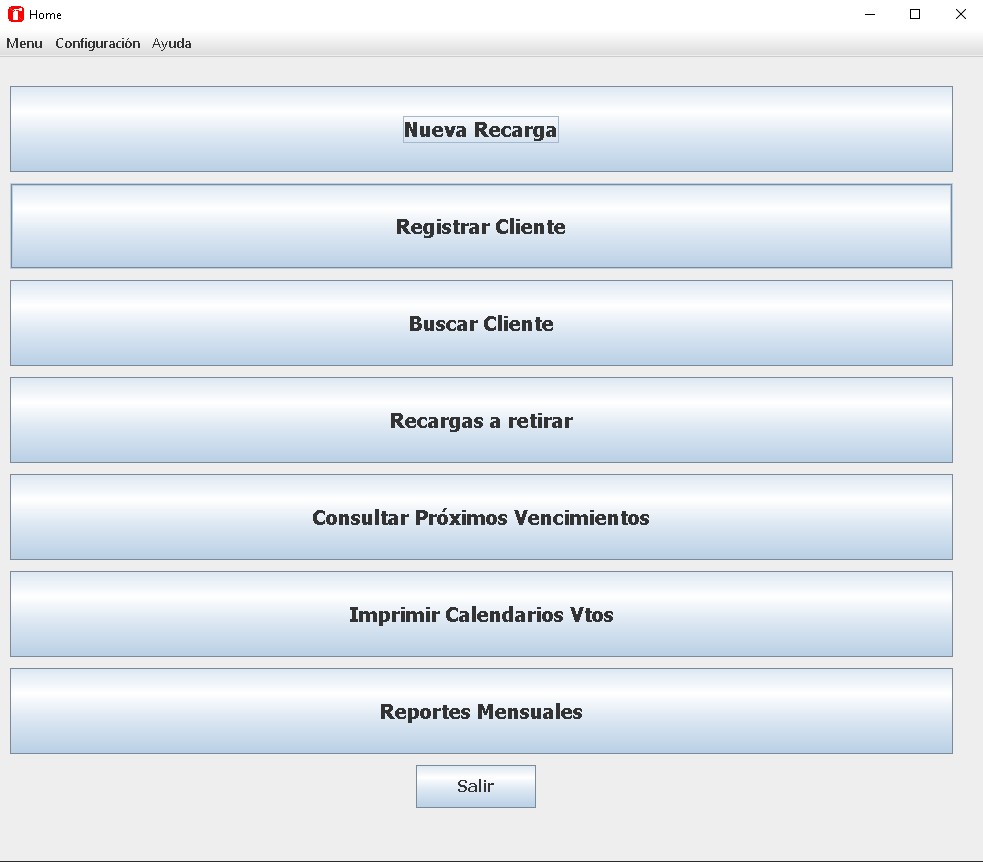 Home
Menu Configuración Ayuda
Nueva Recarga
Registrar Cliente
Buscar Cliente
Recargas a retirar
Consultar Próximos Vencimientos
Imprimir Calendarios Vtos
Reportes Mensuales
Salir